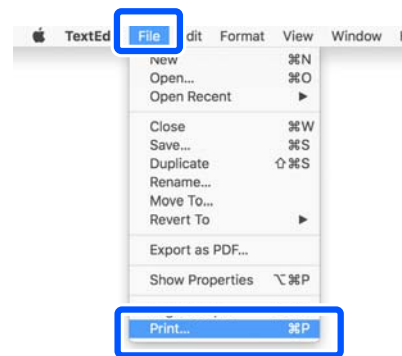 TextEd File dit Format View Window
New ⌘N
Open... ⌘O
Open Recent ▶
Close ⌘W
Save... ⌘S
Duplicate ⇧⌘S
Rename...
Move To...
Revert To ▶
Export as PDF...
Show Properties ⌥⌘P
Print... ⌘P